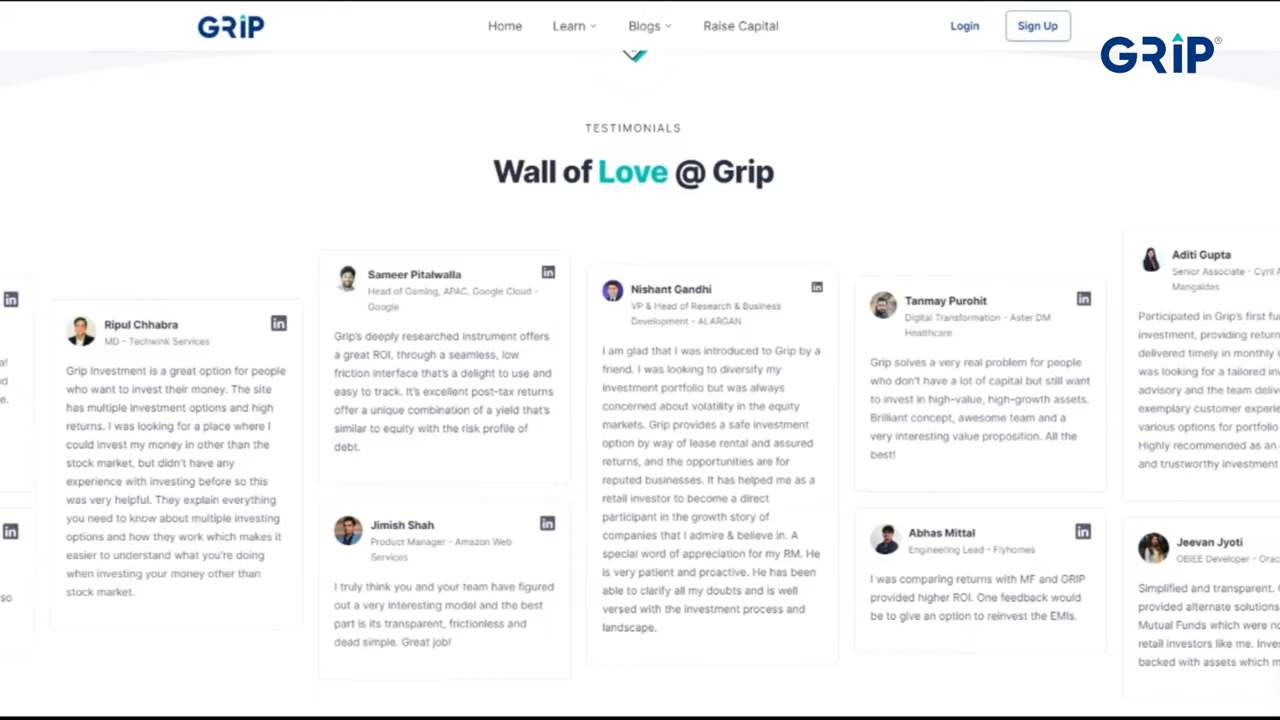 GRIP
Home
Learn
Blogs
Raise Capital
Login
Sign Up
GRIP®
TESTIMONIALS
Wall of Love @ Grip
a!
nd
e.
so
Ripul Chhabra
MD - Techwink Services
Grip Investment is a great option for people
who want to invest their money. The site
has multiple investment options and high
returns. I was looking for a place where I
could invest my money in other than the
stock market, but didn't have any
experience with investing before so this
was very helpful. They explain everything
you need to know about multiple investing
options and how they work which makes it
easier to understand what you're doing
when investing your money other than
stock market.
Sameer Pitalwalla
Head of Gaming, APAC, Google Cloud -
Google
Grip's deeply researched instrument offers
a great ROI, through a seamless, low
friction interface that's a delight to use and
easy to track. It's excellent post-tax returns
offer a unique combination of a yield that's
similar to equity with the risk profile of
debt.
Jimish Shah
Product Manager - Amazon Web
Services
I truly think you and your team have figured
out a very interesting model and the best
part is its transparent, frictionless and
dead simple. Great job!
Nishant Gandhi
VP & Head of Research & Business
Development - ALARGAN
I am glad that I was introduced to Grip by a
friend. I was looking to diversify my
investment portfolio but was always
concerned about volatility in the equity
markets. Grip provides a safe investment
option by way of lease rental and assured
returns, and the opportunities are for
reputed businesses. It has helped me as a
retail investor to become a direct
participant in the growth story of
companies that I admire & believe in. A
special word of appreciation for my RM. He
is very patient and proactive. He has been
able to clarify all my doubts and is well
versed with the investment process and
landscape.
Tanmay Purohit
Digital Transformation - Aster DM
Healthcare
Grip solves a very real problem for people
who don't have a lot of capital but still want
to invest in high-value, high-growth assets.
Brilliant concept, awesome team and a
very interesting value proposition. All the
best!
Abhas Mittal
Engineering Lead - Flyhomes
I was comparing returns with MF and GRIP
provided higher ROI. One feedback would
be to give an option to reinvest the EMIs.
Aditi Gupta
Senior Associate - Cyril A
Mangaldas
Participated in Grip's first fu
investment, providing return
delivered timely in monthly i
was looking for a tailored inv
advisory and the team delive
exemplary customer experie
various options for portfolio
Highly recommended as an
and trustworthy investment
Jeevan Jyoti
OBIEE Developer - Orac
Simplified and transparent.
provided alternate solutions
Mutual Funds which were no
retail investors like me. Inves
backed with assets which m